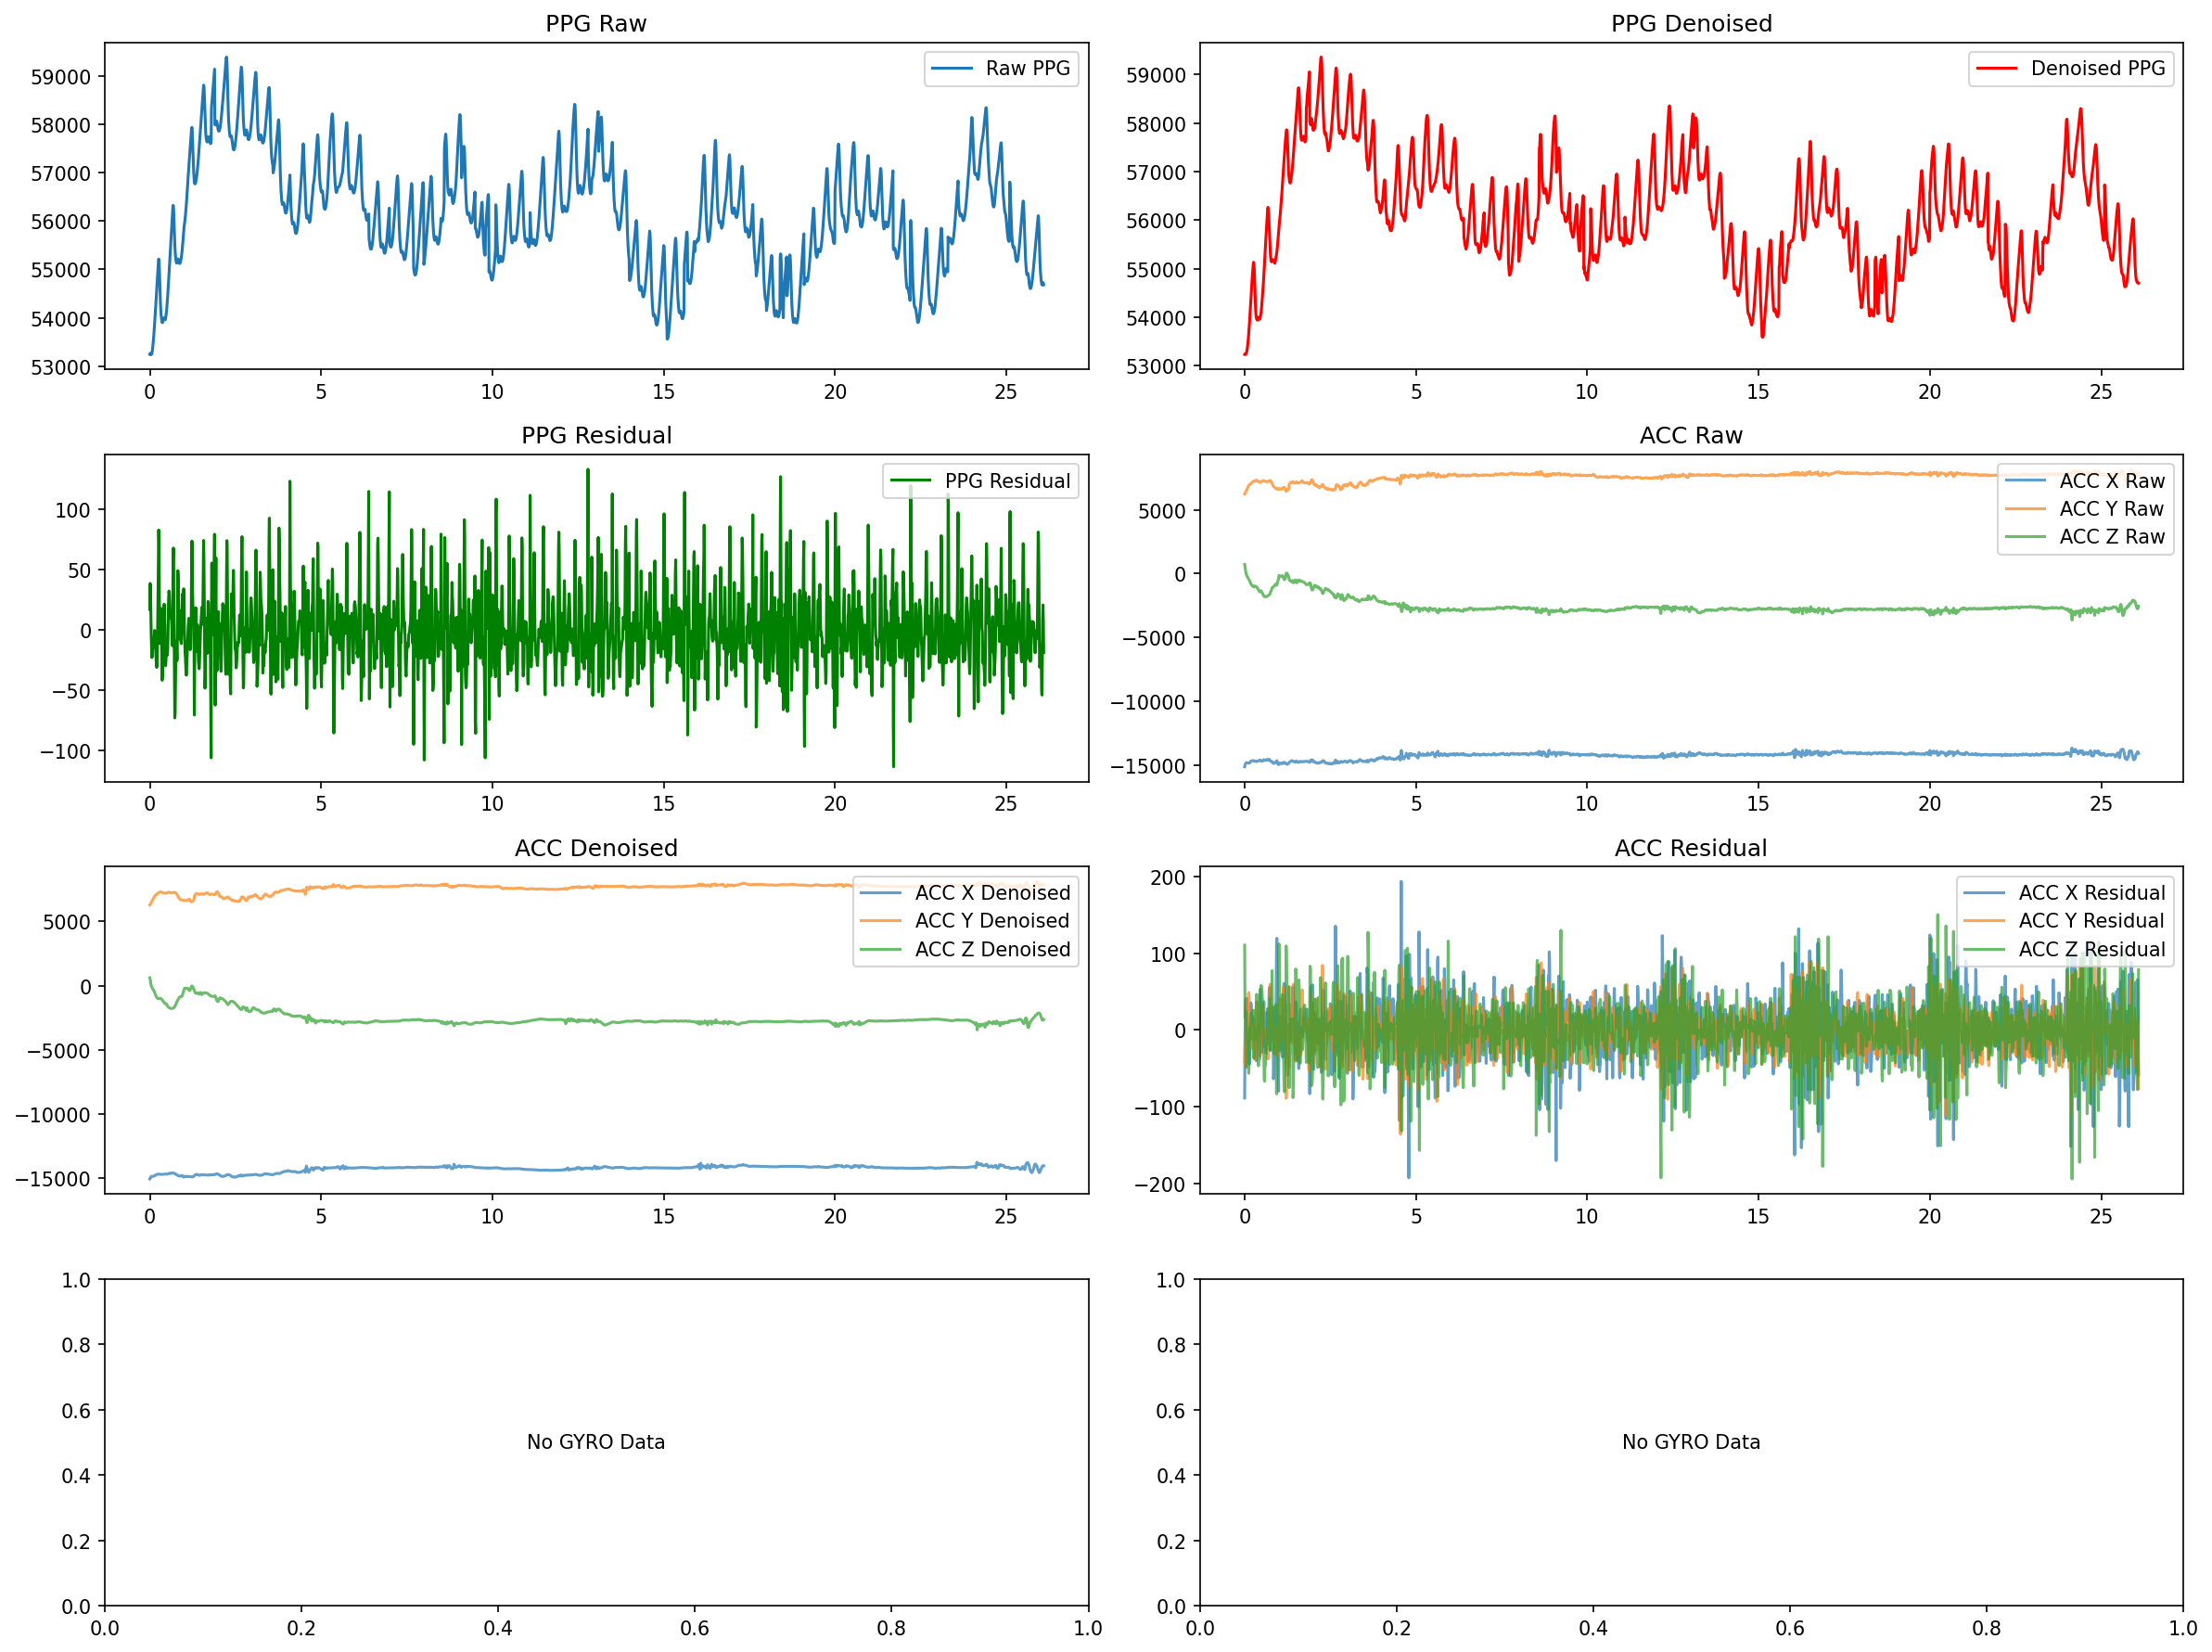 PPG Raw
Raw PPG
59000
58000
57000
56000
55000
54000
53000
0 5 10 15 20 25
PPG Denoised
Denoised PPG
59000
58000
57000
56000
55000
54000
53000
0 5 10 15 20 25
PPG Residual
PPG Residual
100
50
0
−50
−100
0 5 10 15 20 25
ACC Raw
ACC X Raw
ACC Y Raw
ACC Z Raw
5000
0
−5000
−10000
−15000
0 5 10 15 20 25
ACC Denoised
ACC X Denoised
ACC Y Denoised
ACC Z Denoised
5000
0
−5000
−10000
−15000
0 5 10 15 20 25
ACC Residual
ACC X Residual
ACC Y Residual
ACC Z Residual
200
100
0
−100
−200
0 5 10 15 20 25
1.0
0.8
0.6
No GYRO Data
0.4
0.2
0.0
0.0 0.2 0.4 0.6 0.8 1.0
1.0
0.8
0.6
No GYRO Data
0.4
0.2
0.0
0.0 0.2 0.4 0.6 0.8 1.0